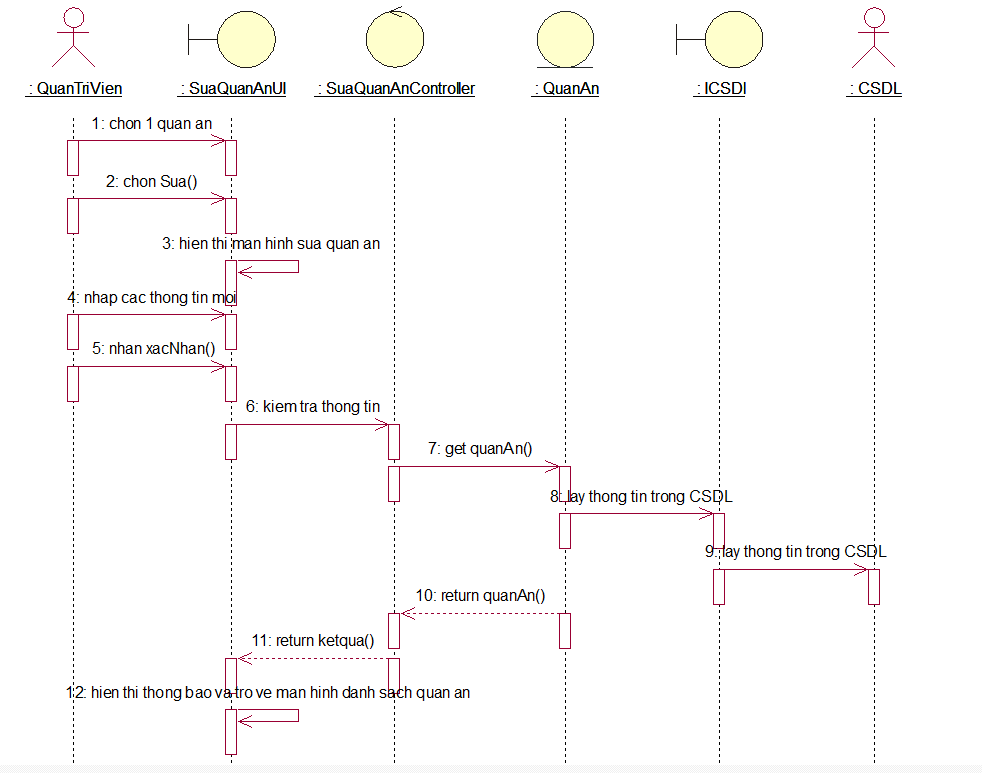 : QuanTriVien
: SuaQuanAnUI
: SuaQuanAnController
: QuanAn
: ICSDl
: CSDL
1: chon 1 quan an
2: chon Sua()
3: hien thi man hinh sua quan an
4: nhap cac thong tin moi
5: nhan xacNhan()
6: kiem tra thong tin
7: get quanAn()
8: lay thong tin trong CSDL
9: lay thong tin trong CSDL
10: return quanAn()
11: return ketqua()
12: hien thi thong bao va tro ve man hinh danh sach quan an